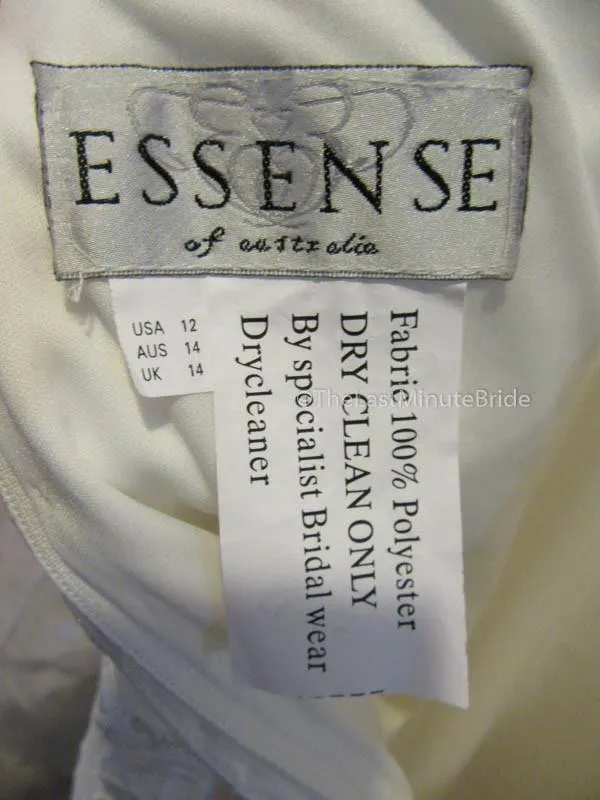 ESSENSE
of australia
USA 12
AUS 14
UK 14
Fabric 100% Polyester
DRY CLEAN ONLY
By specialist Bridal wear
Drycleaner
©TheLastMinuteBride